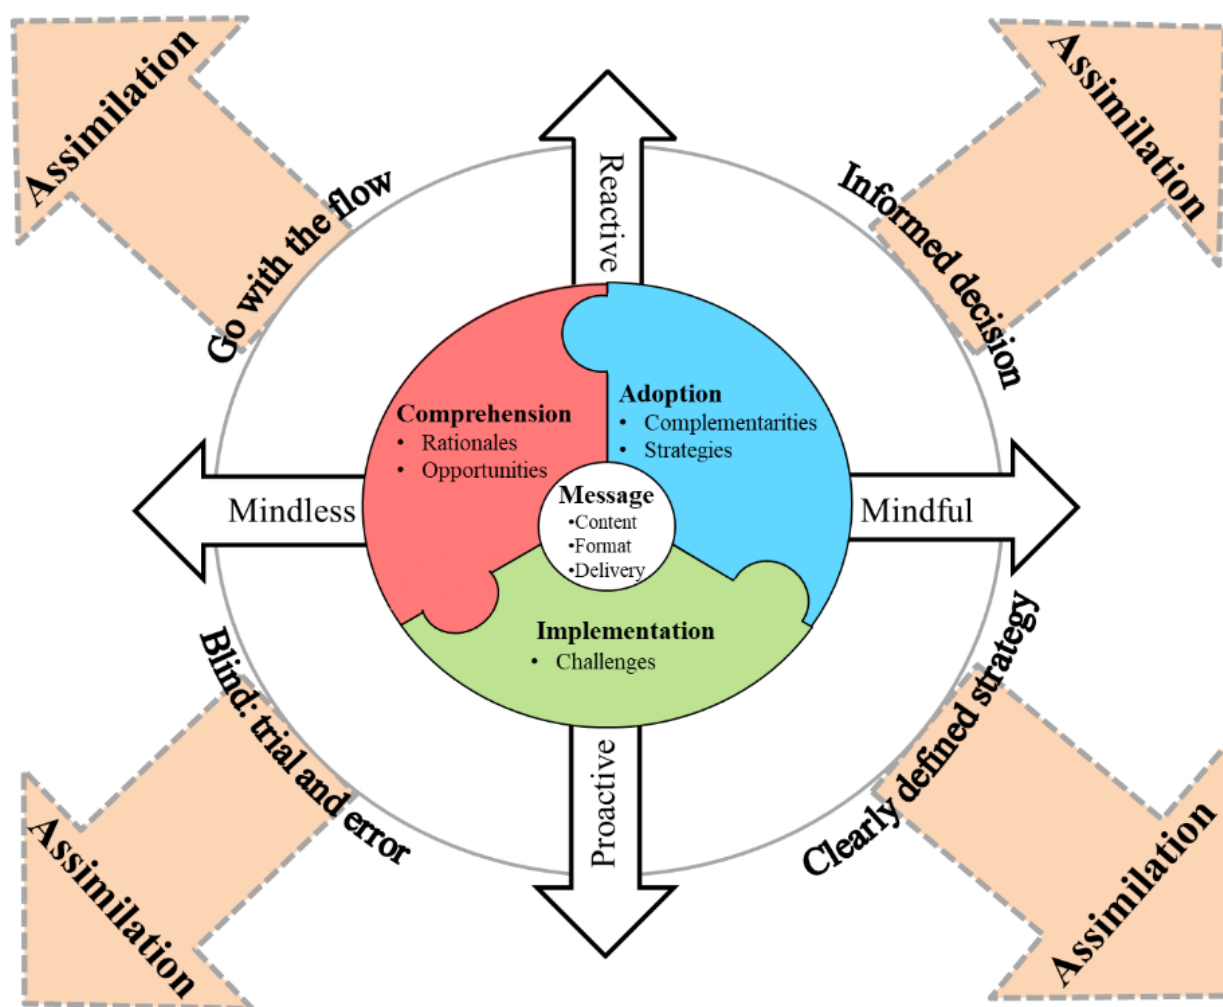 Assimilation
Assimilation
Reactive
Go with the flow
Informed decision
Comprehension
• Rationales
• Opportunities
Adoption
• Complementarities
• Strategies
Mindless
Message
•Content
•Format
•Delivery
Mindful
Implementation
• Challenges
Blind: trial and error
Proactive
Clearly defined strategy
Assimilation
Assimilation